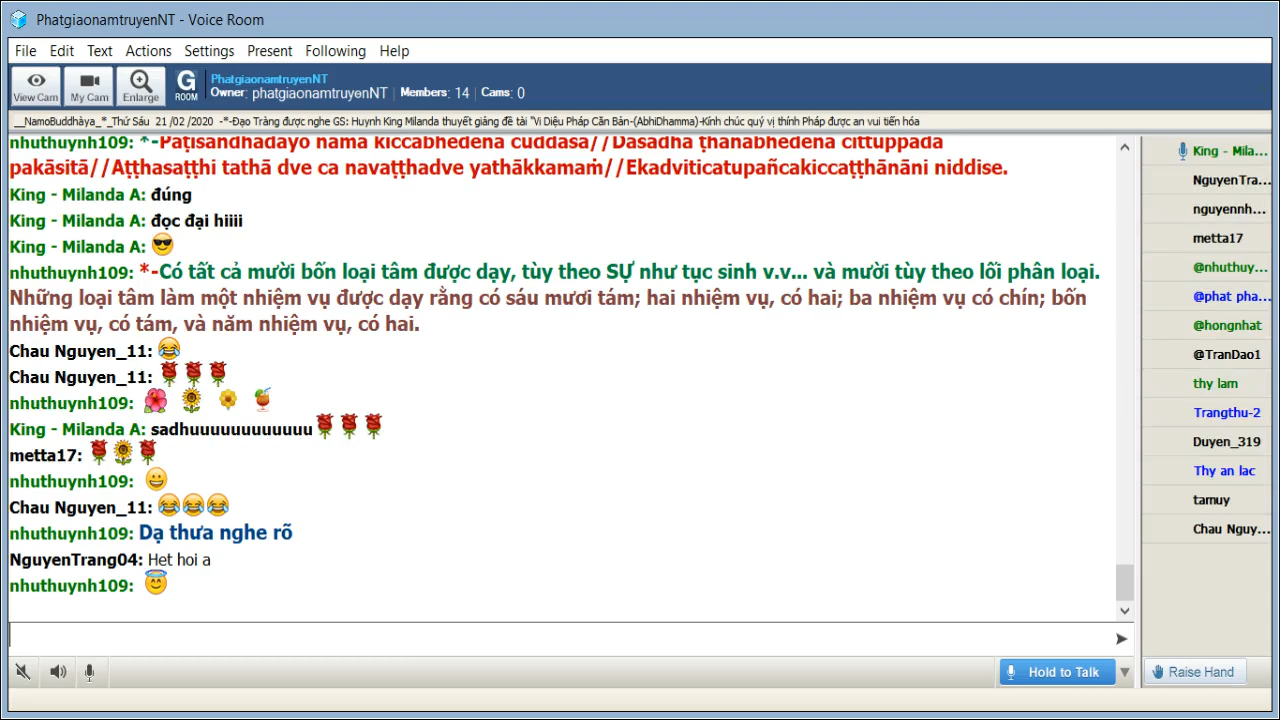 PhatgiaonamtruyenNT - Voice Room
File Edit Text Actions Settings Present Following Help
View Cam My Cam Enlarge G ROOM PhatgiaonamtruyenNT
Owner: phatgiaonamtruyenNT Members: 14 Cams: 0
__NamoBuddhàya_*_Thứ Sáu 21 /02 /2020 -*-Đạo Tràng được nghe GS: Huynh King Milanda thuyết giảng đề tài "Vi Diệu Pháp Căn Bản-(AbhiDhamma)-Kính chúc quý vị thính Pháp được an vui tiến hóa
nhuthuynh109: *-Paṭisandhādayo nāma kiccabhedena cuddasa//Dasadhā ṭhānabhedena cittuppādā
pakāsitā//Aṭṭhasaṭṭhi tathā dve ca navaṭṭhadve yathākkamaṁ//Ekadviticatupañcakiccaṭṭhānāni niddise.
King - Milanda A: đúng
King - Milanda A: đọc đại hiiii
King - Milanda A: 😎
nhuthuynh109: *-Có tất cả mười bốn loại tâm được dạy, tùy theo SỰ như tục sinh v.v... và mười tùy theo lối phân loại.
Những loại tâm làm một nhiệm vụ được dạy rằng có sáu mươi tám; hai nhiệm vụ, có hai; ba nhiệm vụ có chín; bốn
nhiệm vụ, có tám, và năm nhiệm vụ, có hai.
Chau Nguyen_11: 😂
Chau Nguyen_11: 🌹🌹🌹
nhuthuynh109: 🌺 🌻 🌼 🍹
King - Milanda A: sadhuuuuuuuuuuuu🌹🌹🌹
metta17: 🌹🌻🌹
nhuthuynh109: 😀
Chau Nguyen_11: 😂😂😂
nhuthuynh109: Dạ thưa nghe rõ
NguyenTrang04: Het hoi a
nhuthuynh109: 😇
King - Mila...
NguyenTra...
nguyennh...
metta17
@nhuthuy...
@phat pha...
@hongnhat
@TranDao1
thy lam
Trangthu-2
Duyen_319
Thy an lac
tamuy
Chau Nguy...
Hold to Talk
Raise Hand